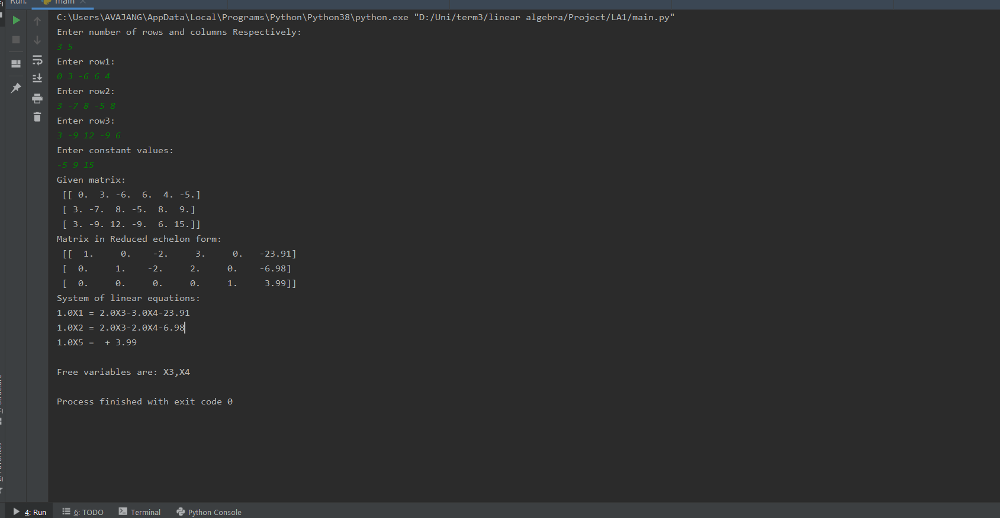 Run:
main
C:\Users\AVAJANG\AppData\Local\Programs\Python\Python38\python.exe "D:/Uni/term3/linear algebra/Project/LA1/main.py"
Enter number of rows and columns Respectively:
3 5
Enter row1:
0 3 -6 6 4
Enter row2:
3 -7 8 -5 8
Enter row3:
3 -9 12 -9 6
Enter constant values:
-5 9 15
Given matrix:
[[ 0.  3. -6.  6.  4. -5.]
[ 3. -7.  8. -5.  8.  9.]
[ 3. -9. 12. -9.  6. 15.]]
Matrix in Reduced echelon form:
[[  1.     0.    -2.     3.     0.   -23.91]
[  0.     1.    -2.     2.     0.    -6.98]
[  0.     0.     0.     0.     1.     3.99]]
System of linear equations:
1.0X1 = 2.0X3-3.0X4-23.91
1.0X2 = 2.0X3-2.0X4-6.98
1.0X5 =  + 3.99
Free variables are: X3,X4
Process finished with exit code 0
4: Run
6: TODO
Terminal
Python Console